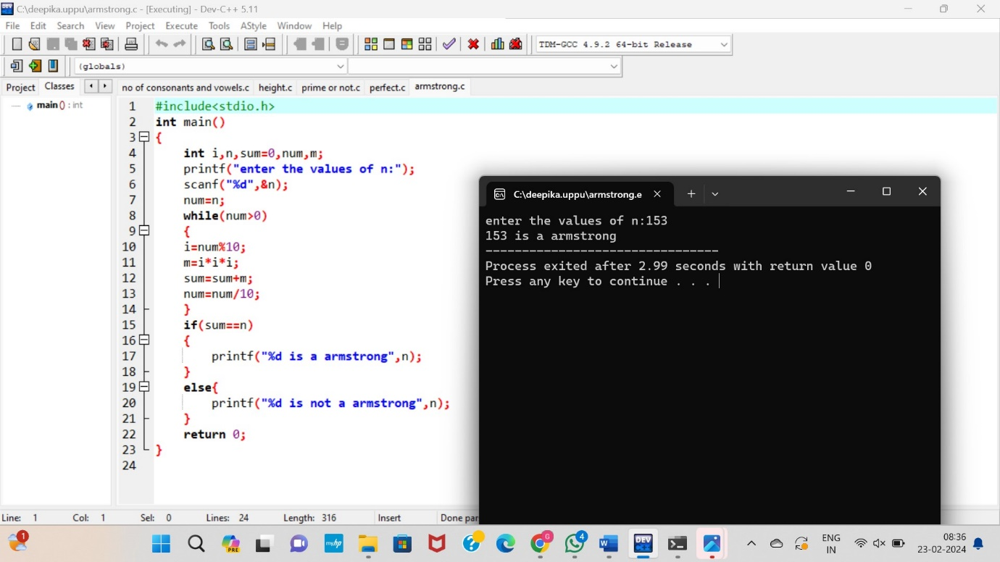 C:\deepika.uppu\armstrong.c - [Executing] - Dev-C++ 5.11
File Edit Search View Project Execute Tools AStyle Window Help
TDM-GCC 4.9.2 64-bit Release
(globals)
Project Classes
no of consonants and vowels.c height.c prime or not.c perfect.c armstrong.c
main () : int
1 #include<stdio.h>
2 int main()
3 {
4 int i,n,sum=0,num,m;
5 printf("enter the values of n:");
6 scanf("%d",&n);
7 num=n;
8 while(num>0)
9 {
10 i=num%10;
11 m=i*i*i;
12 sum=sum+m;
13 num=num/10;
14 }
15 if(sum==n)
16 {
17 printf("%d is a armstrong",n);
18 }
19 else{
20 printf("%d is not a armstrong",n);
21 }
22 return 0;
23 }
24
C:\deepika.uppu\armstrong.e
enter the values of n:153
153 is a armstrong
--------------------------------
Process exited after 2.99 seconds with return value 0
Press any key to continue . . .
Line: 1 Col: 1 Sel: 0 Lines: 24 Length: 316 Insert Done par
1
PRE
myhp
G
4
W
DEV C++
ENG
IN
08:36
23-02-2024